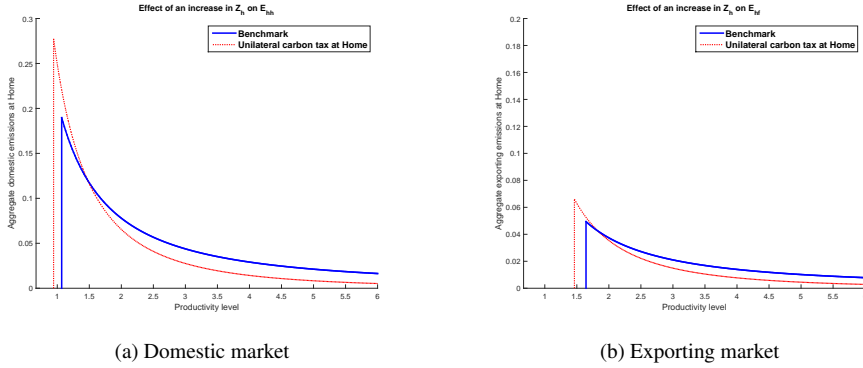 Effect of an increase in Z_h on E_hh
Benchmark
Unilateral carbon tax at Home
Aggregate domestic emissions at Home
0.3
0.25
0.2
0.15
0.1
0.05
0
1 1.5 2 2.5 3 3.5 4 4.5 5 5.5 6
Productivity level
(a) Domestic market
Effect of an increase in Z_h on E_hf
Benchmark
Unilateral carbon tax at Home
Aggregate exporting emissions at Home
0.2
0.18
0.16
0.14
0.12
0.1
0.08
0.06
0.04
0.02
0
1 1.5 2 2.5 3 3.5 4 4.5 5 5.5
Productivity level
(b) Exporting market